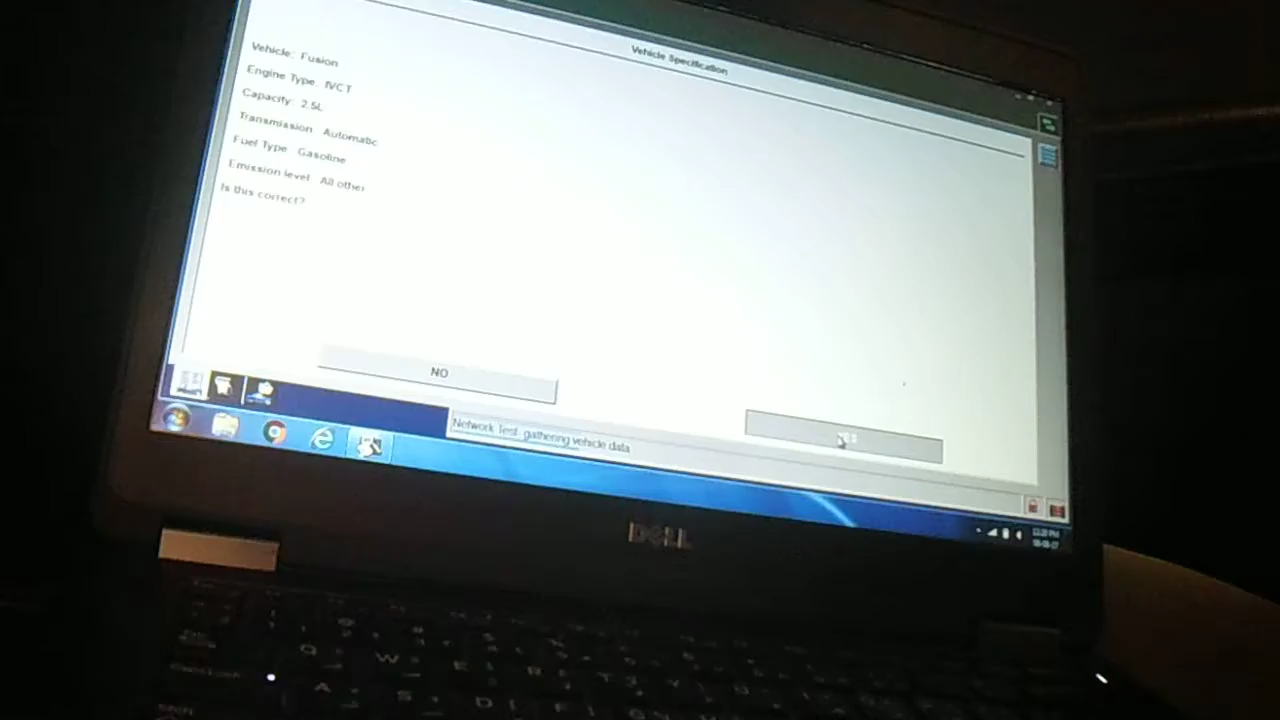 Vehicle Specification
Vehicle: Fusion
Engine Type: IVCT
Capacity: 2.5L
Transmission: Automatic
Fuel Type: Gasoline
Emission level: All other
Is this correct?
NO
YES
Network Test: gathering vehicle data
DELL
Q W E R T
A S D F